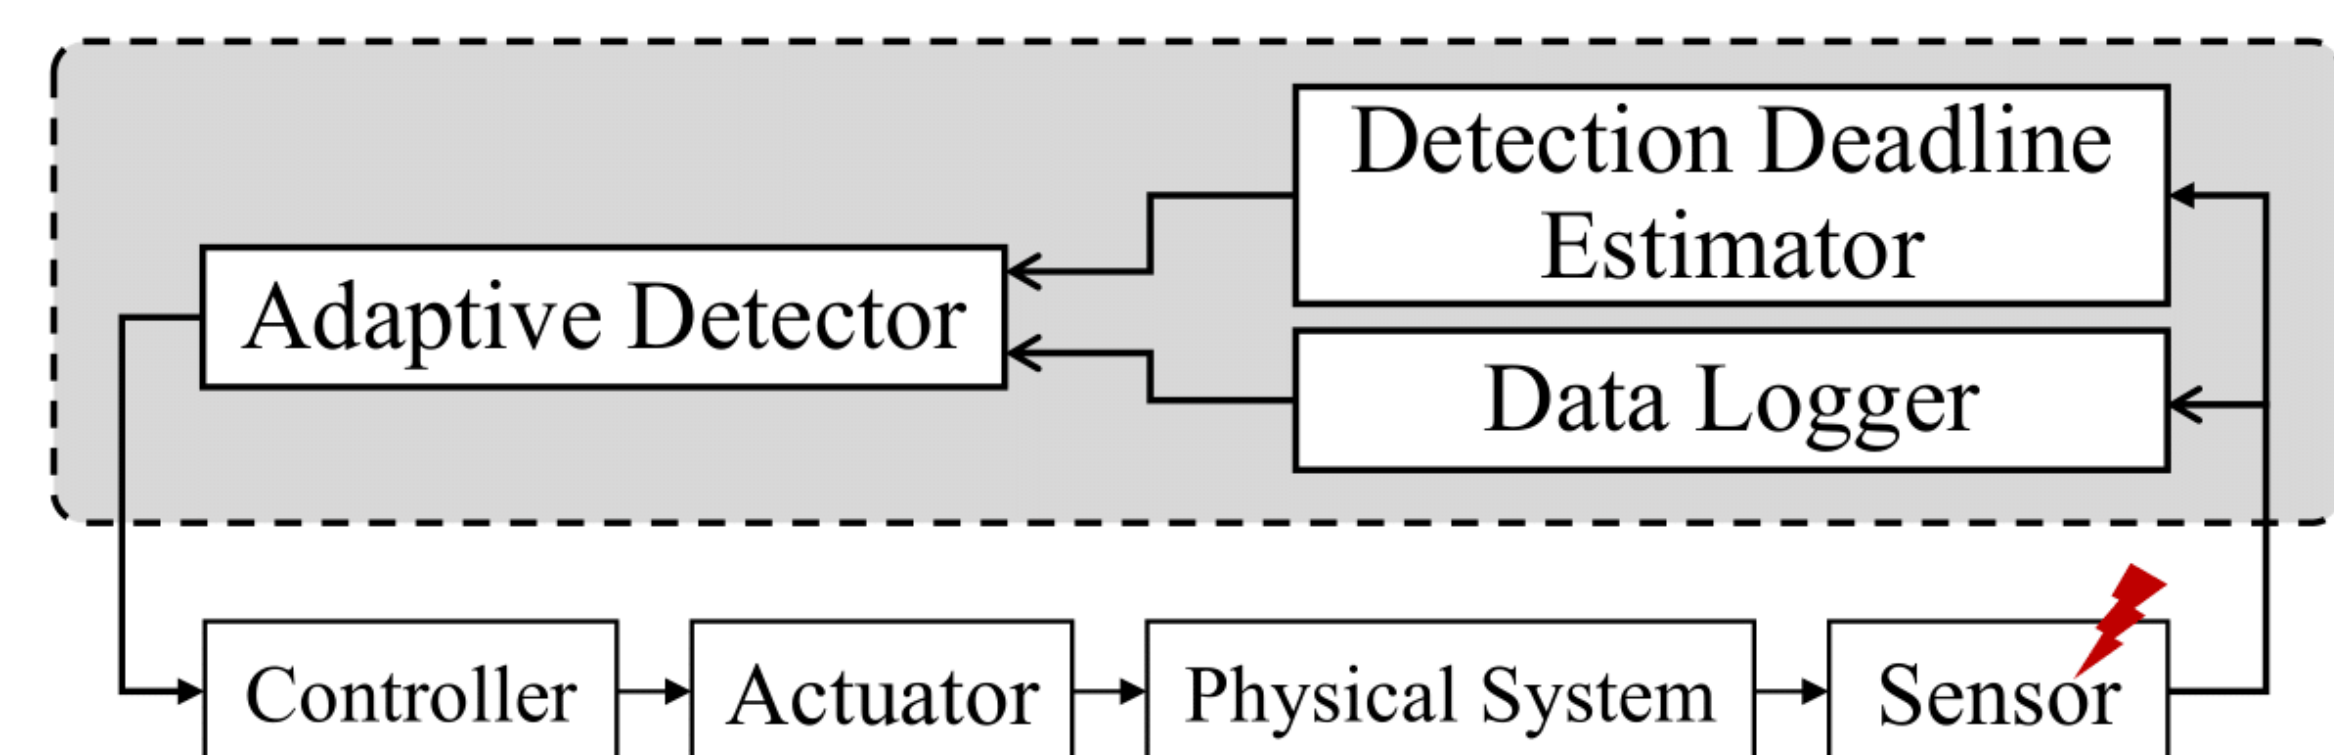 Detection Deadline
Estimator
Adaptive Detector
Data Logger
Controller
Actuator
Physical System
Sensor